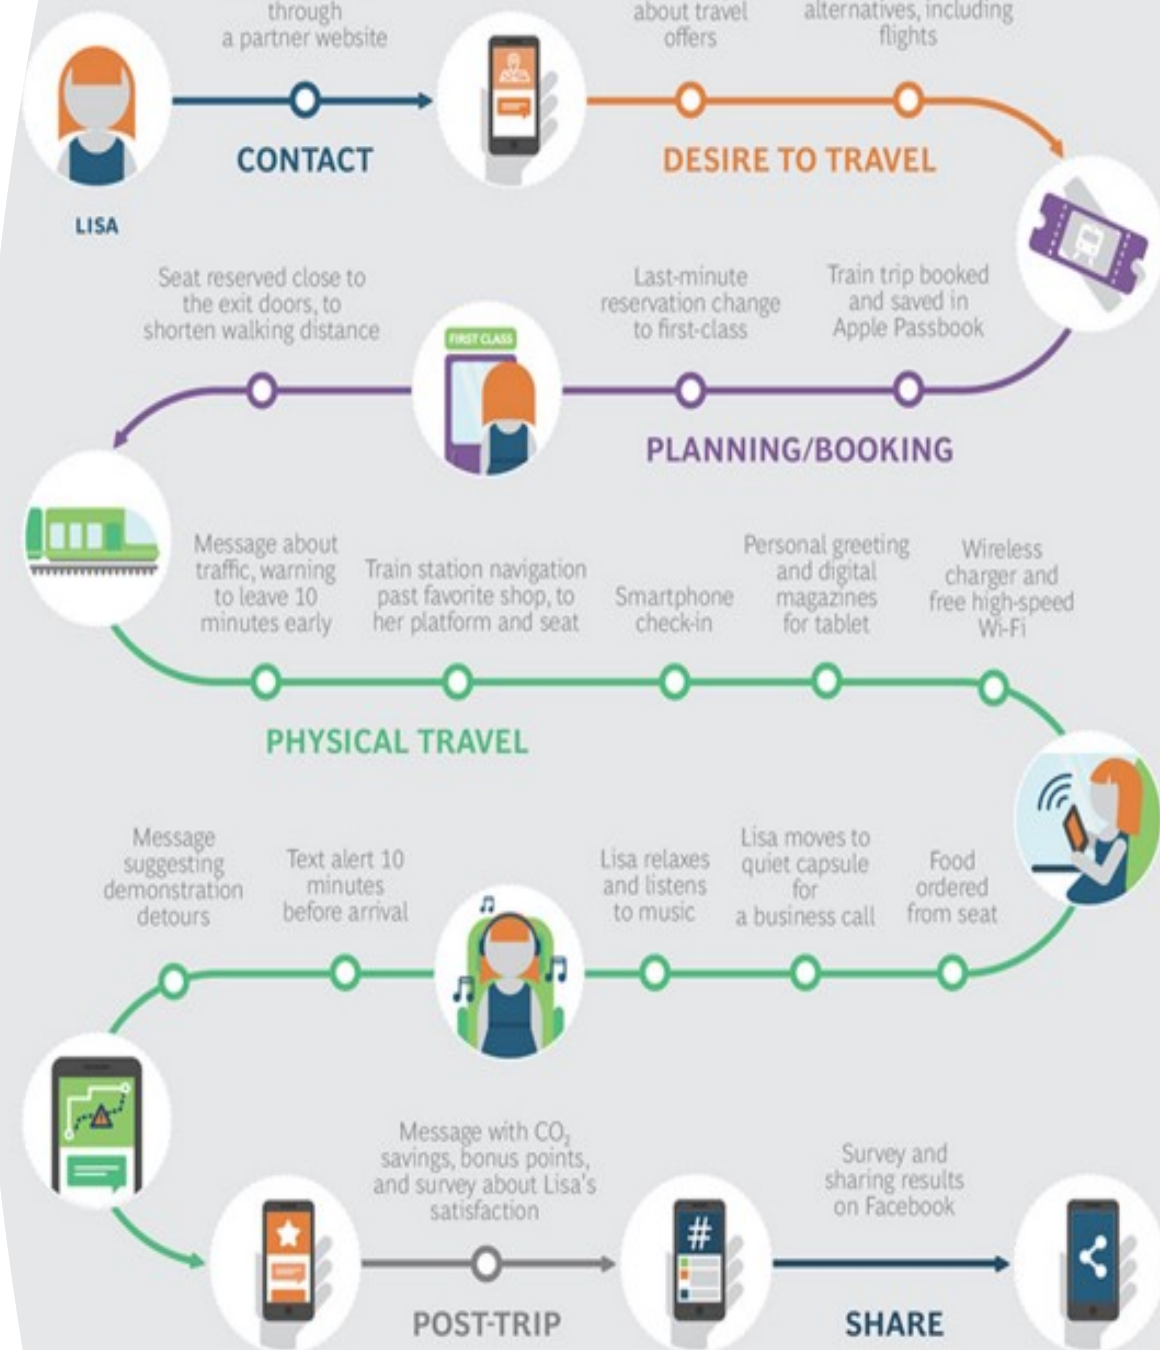 through
a partner website
about travel
offers
alternatives, including
flights
CONTACT
DESIRE TO TRAVEL
LISA
Train trip booked
and saved in
Apple Passbook
Last-minute
reservation change
to first-class
FIRST CLASS
Seat reserved close to
the exit doors, to
shorten walking distance
PLANNING/BOOKING
Message about
traffic, warning
to leave 10
minutes early
Train station navigation
past favorite shop, to
her platform and seat
Smartphone
check-in
Personal greeting
and digital
magazines
for tablet
Wireless
charger and
free high-speed
Wi-Fi
PHYSICAL TRAVEL
Food
ordered
from seat
Lisa moves to
quiet capsule
for
a business call
Lisa relaxes
and listens
to music
Text alert 10
minutes
before arrival
Message
suggesting
demonstration
detours
Message with CO₂
savings, bonus points,
and survey about Lisa's
satisfaction
POST-TRIP
#
Survey and
sharing results
on Facebook
SHARE